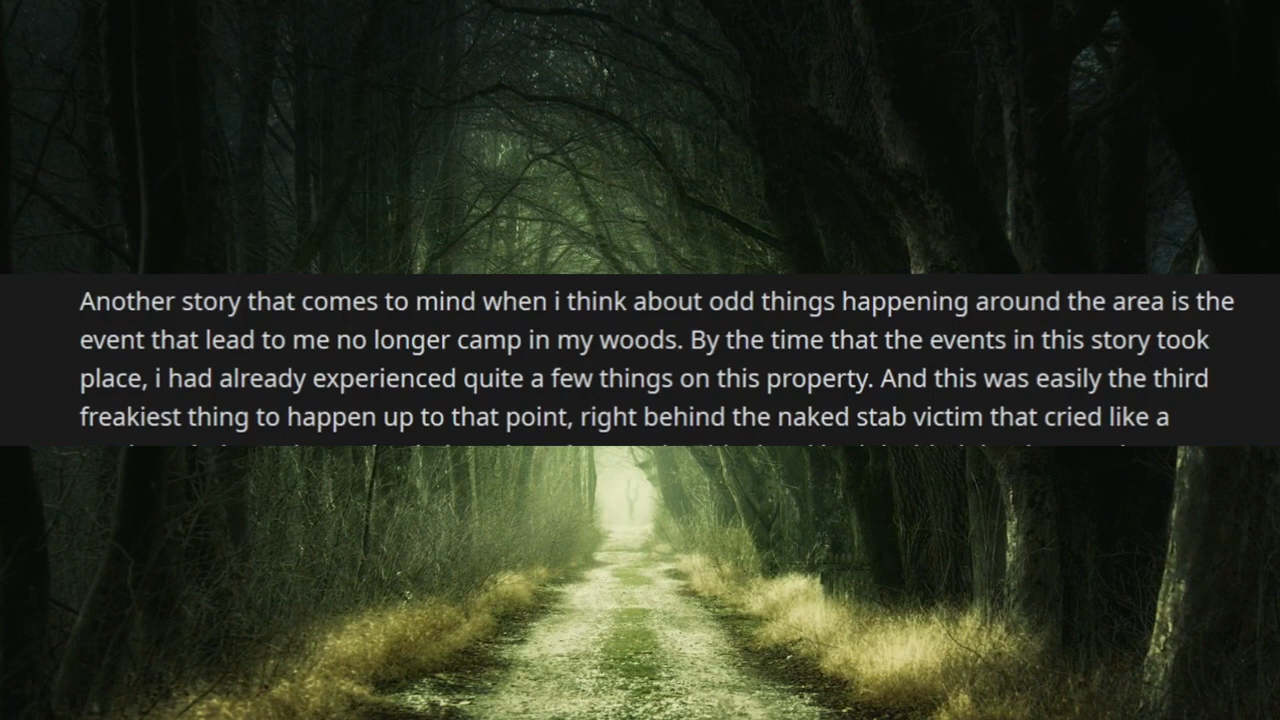 Another story that comes to mind when i think about odd things happening around the area is the
event that lead to me no longer camp in my woods. By the time that the events in this story took
place, i had already experienced quite a few things on this property. And this was easily the third
freakiest thing to happen up to that point, right behind the naked stab victim that cried like a